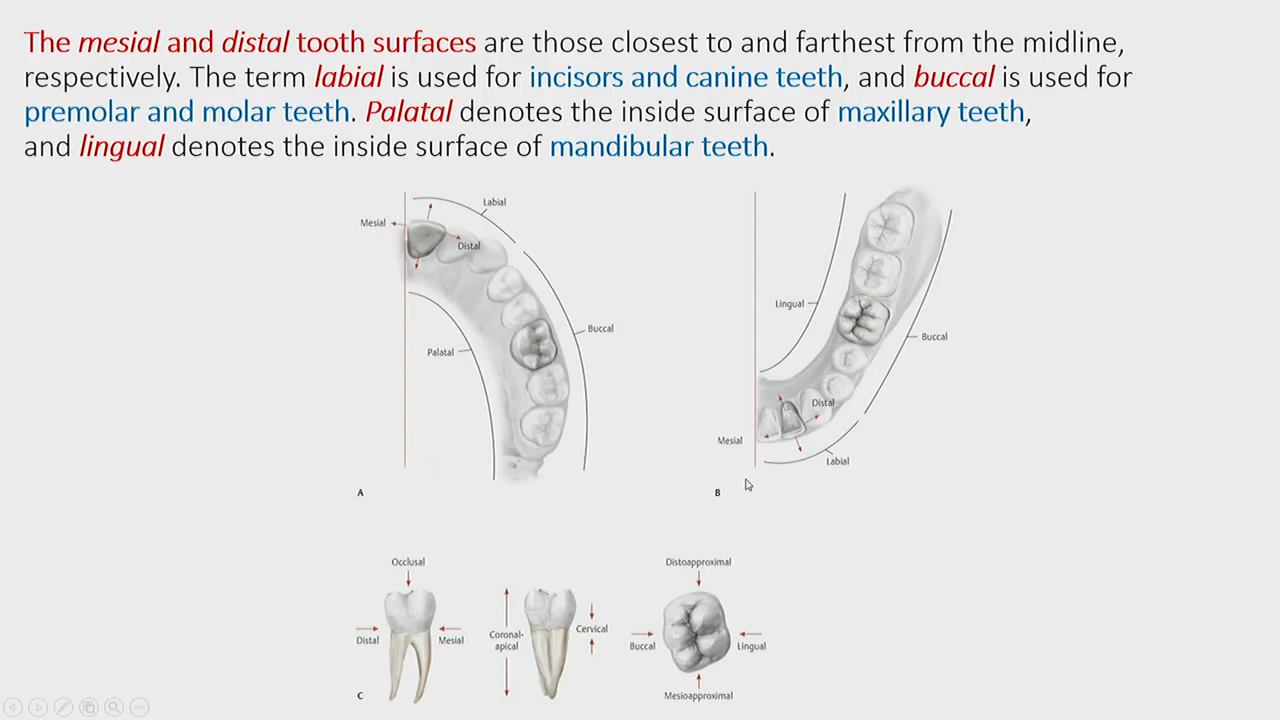 The mesial and distal tooth surfaces are those closest to and farthest from the midline,
respectively. The term labial is used for incisors and canine teeth, and buccal is used for
premolar and molar teeth. Palatal denotes the inside surface of maxillary teeth,
and lingual denotes the inside surface of mandibular teeth.
Labial
Mesial
Distal
Buccal
Palatal
A
Lingual
Buccal
Distal
Mesial
Labial
B
Occlusal
Distal
Mesial
Coronal-
apical
Cervical
Distoapproximal
Buccal
Lingual
Mesioapproximal
C